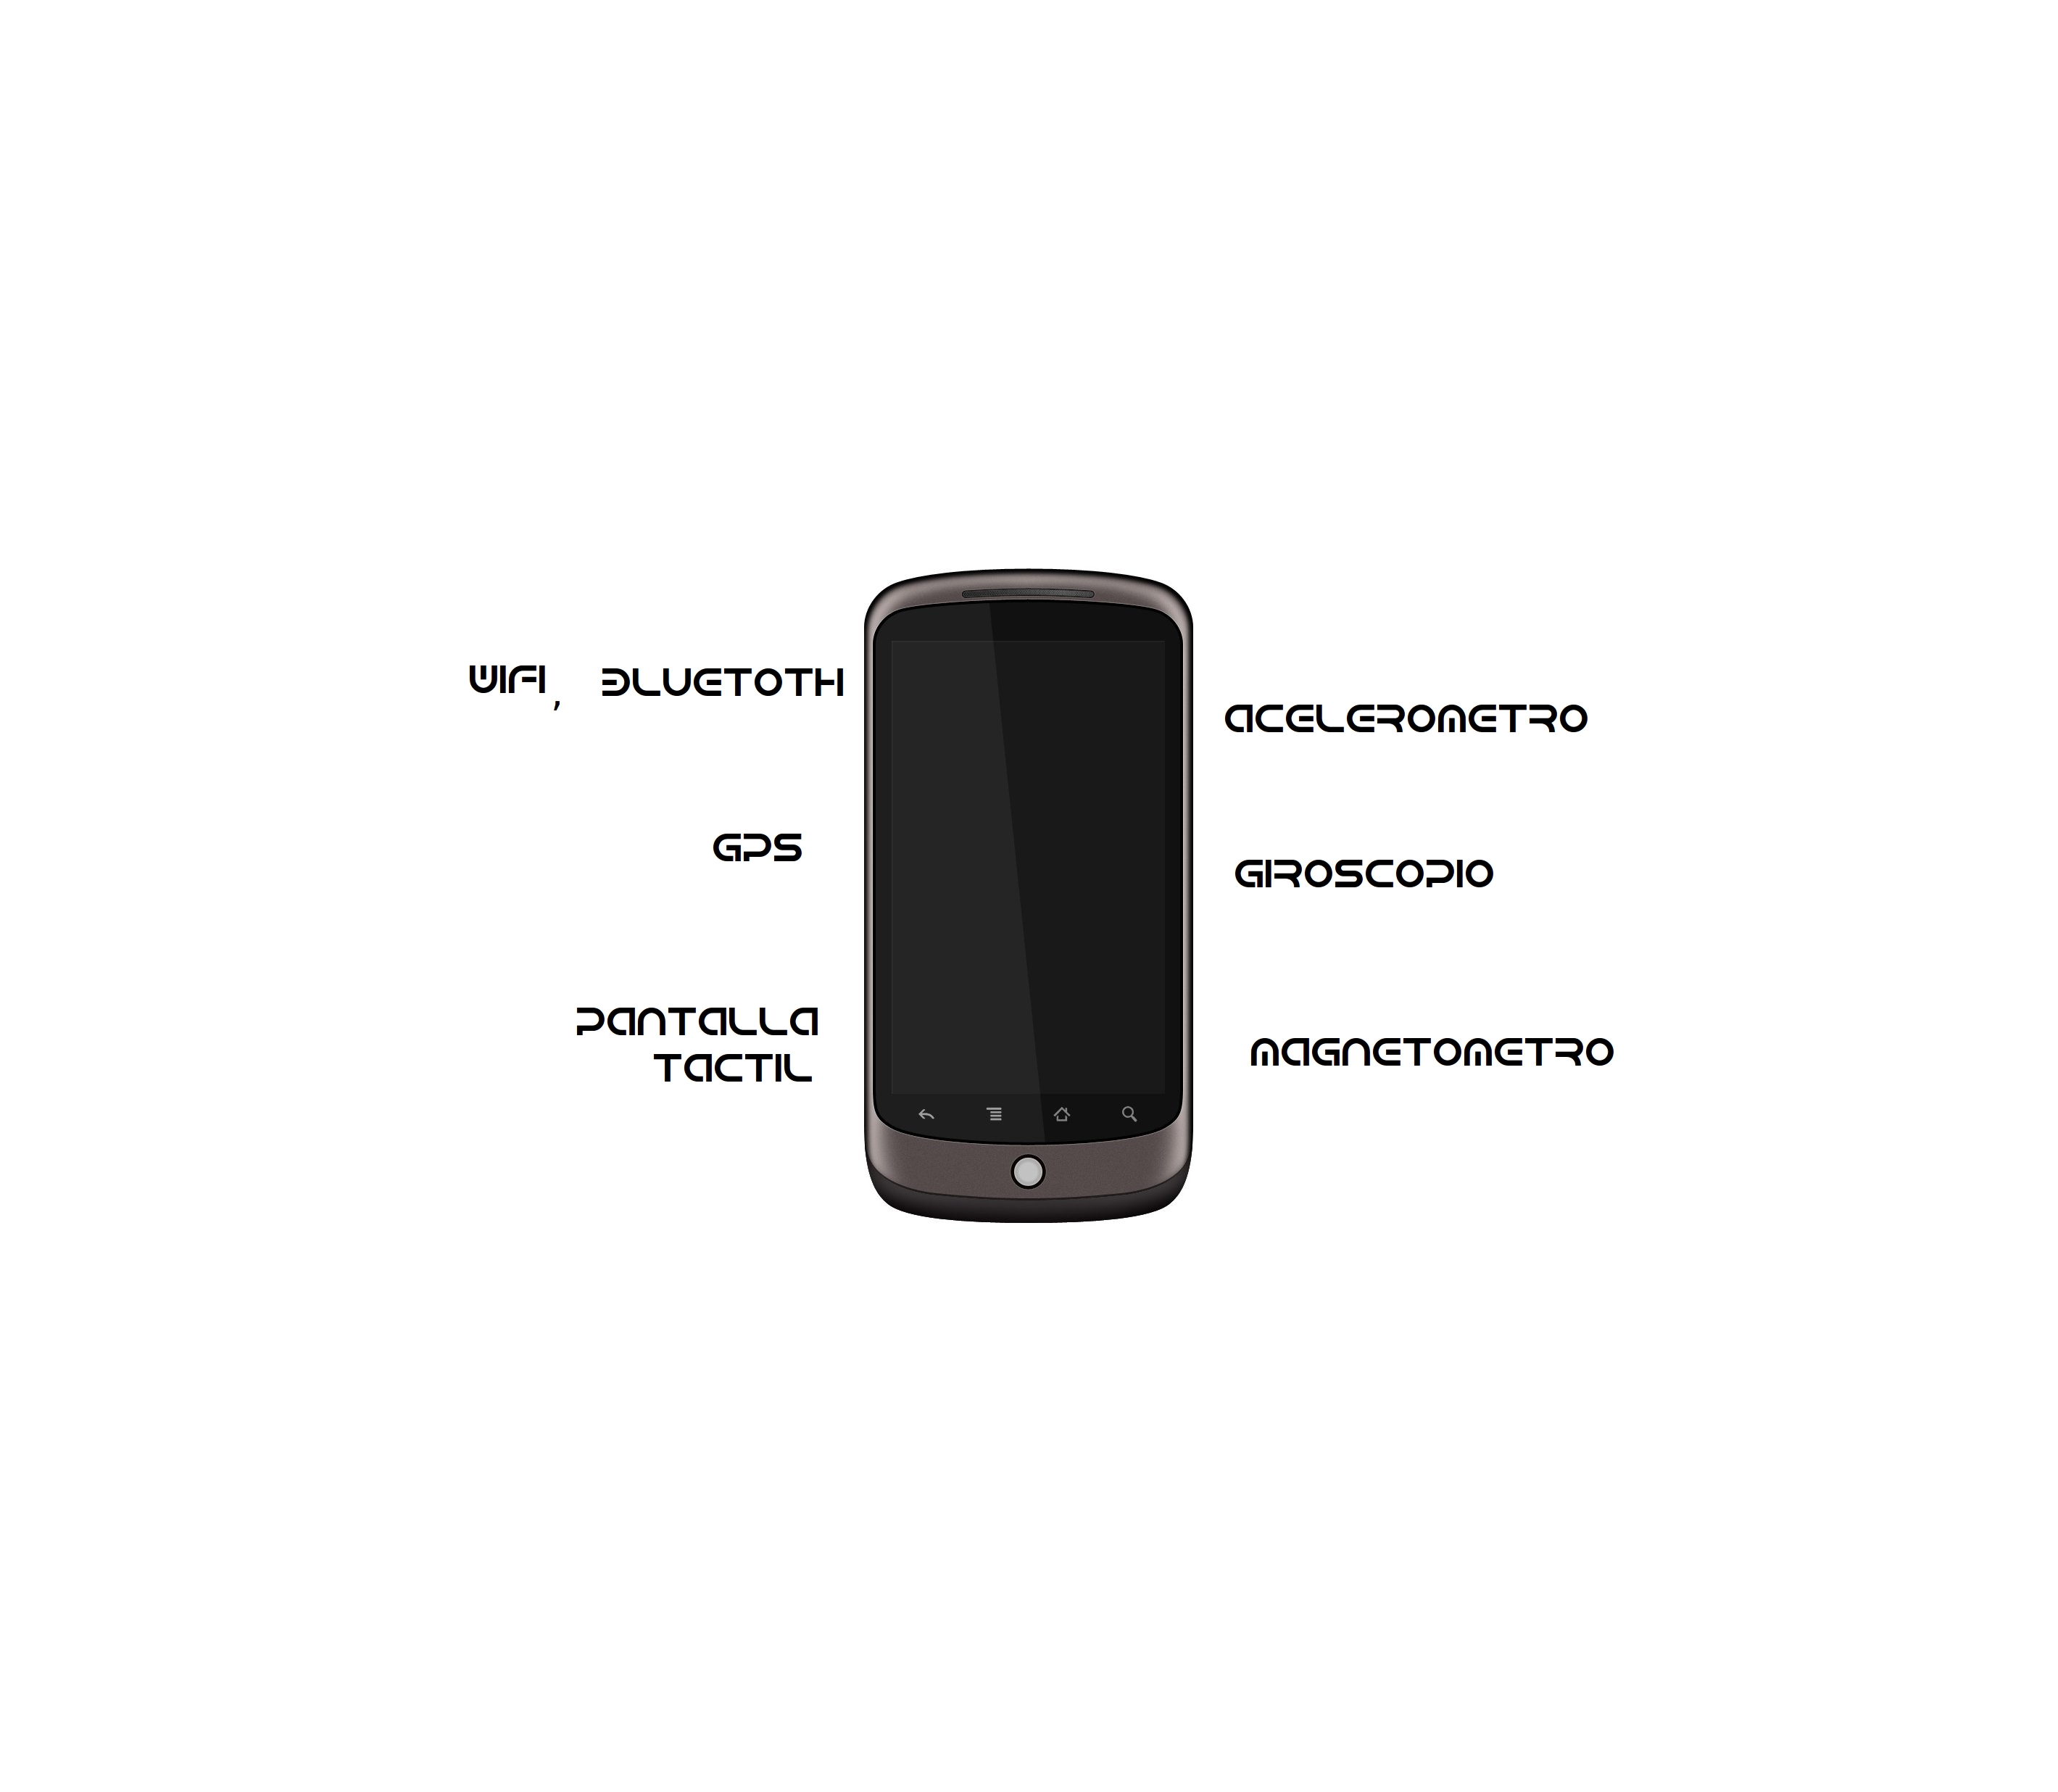 WIFI, BLUETOTH
ACELEROMETRO
GPS
GIROSCOPIO
PANTALLA
TACTIL
MAGNETOMETRO